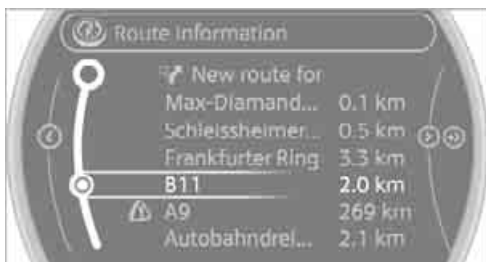 Route information
New route for
Max-Diamand... 0.1 km
Schleissheimer... 0.5 km
Frankfurter Ring 3.3 km
B11 2.0 km
A9 269 km
Autobahndrei... 2.1 km